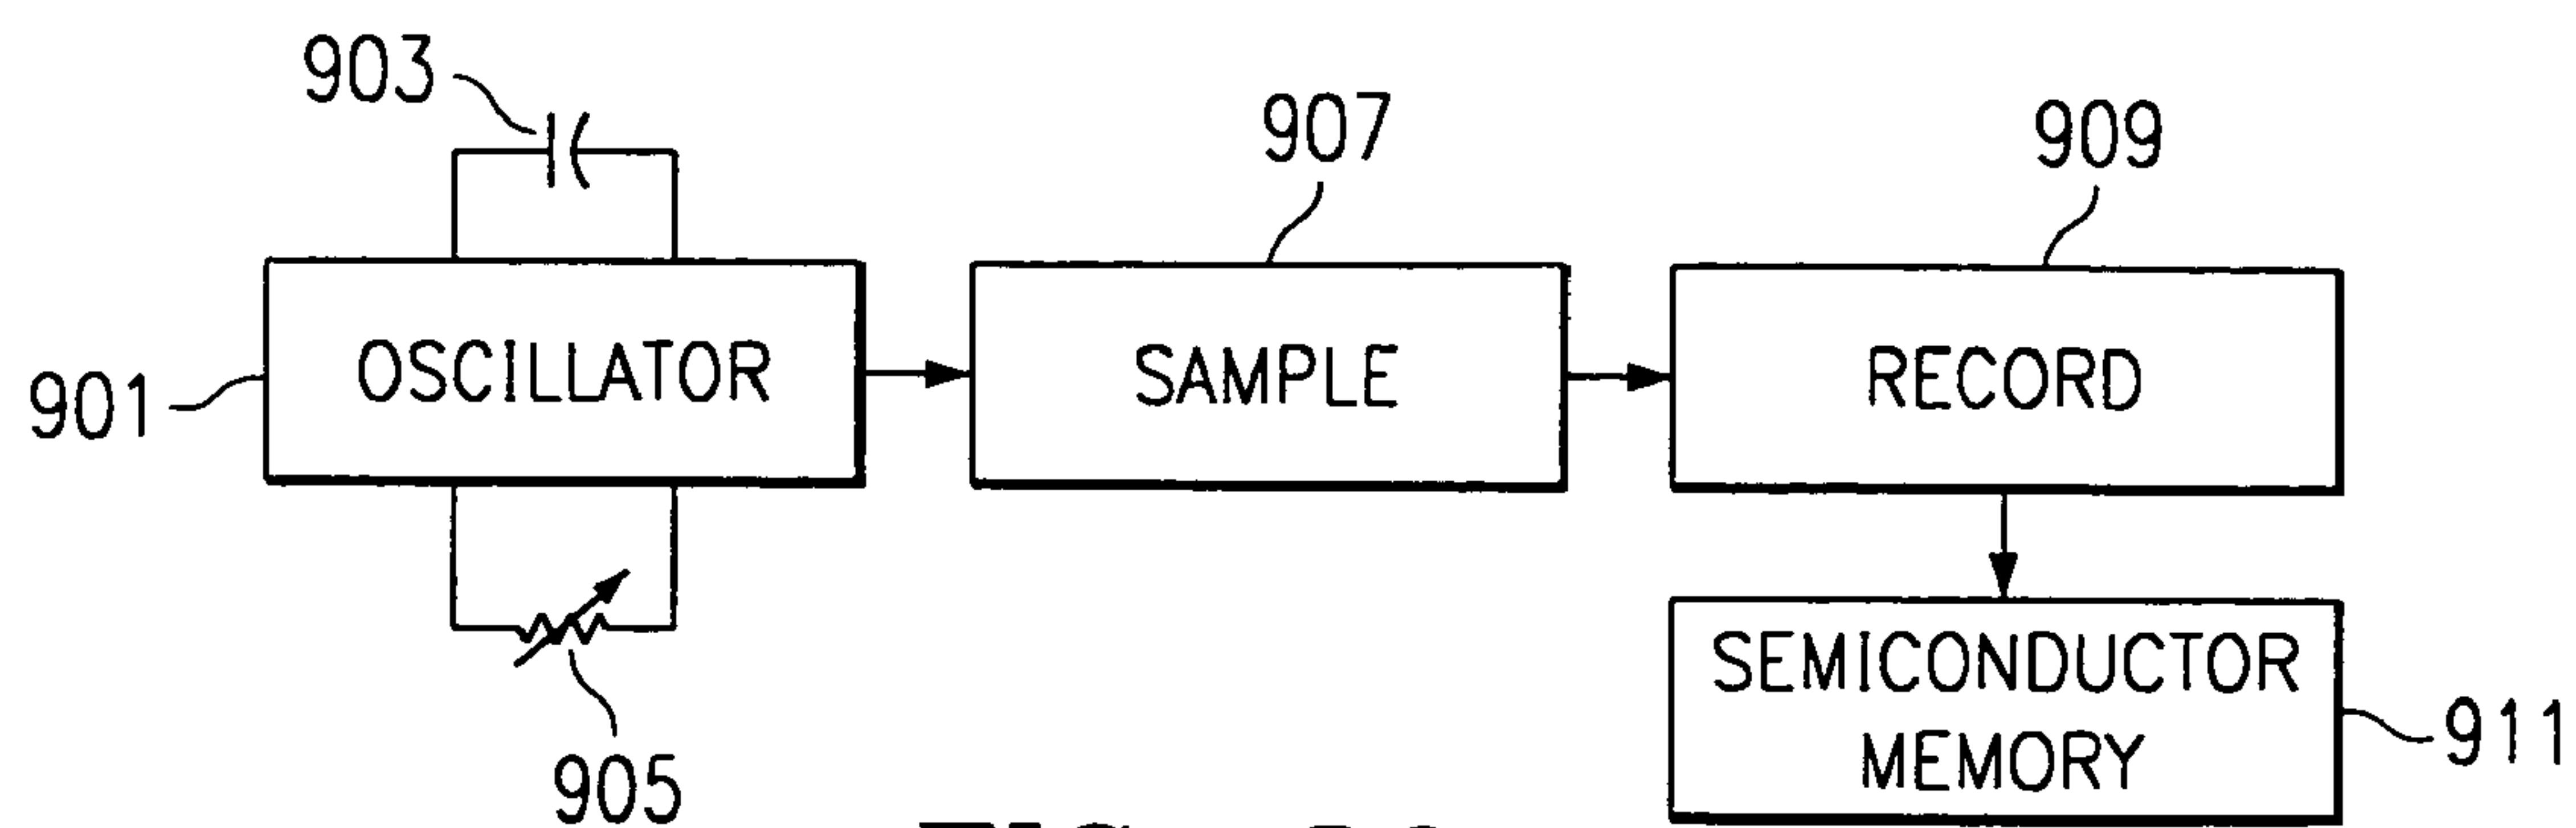 903
907
909
901
OSCILLATOR
SAMPLE
RECORD
905
SEMICONDUCTOR
MEMORY
911